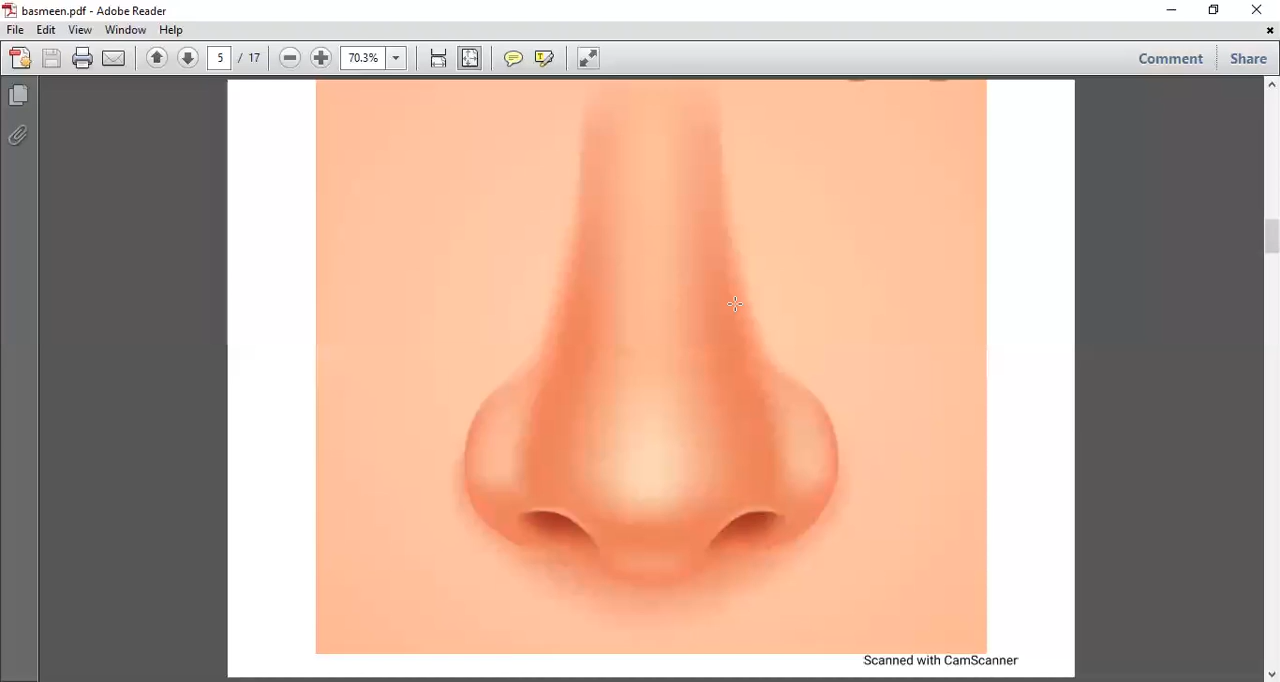 basmeen.pdf - Adobe Reader
File Edit View Window Help
5 / 17 70.3% Comment Share
Scanned with CamScanner